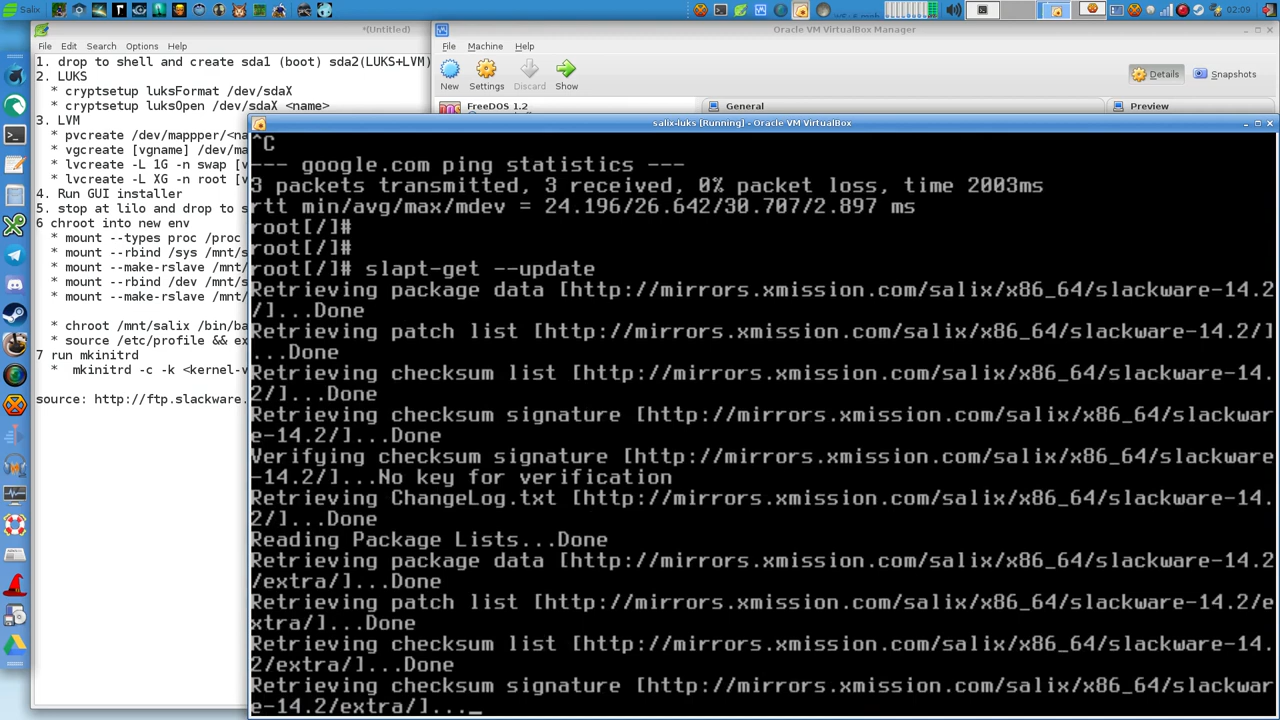 Salix
02:09
*(Untitled)
File Edit Search Options Help
1. drop to shell and create sda1 (boot) sda2(LUKS+LVM)
2. LUKS
* cryptsetup luksFormat /dev/sdaX
* cryptsetup luksOpen /dev/sdaX <name>
3. LVM
* pvcreate /dev/mappper/<na
* vgcreate [vgname] /dev/ma
* lvcreate -L 1G -n swap [v
* lvcreate -L XG -n root [v
4. Run GUI installer
5. stop at lilo and drop to s
6 chroot into new env
* mount --types proc /proc
* mount --rbind /sys /mnt/s
* mount --make-rslave /mnt/
* mount --rbind /dev /mnt/s
* mount --make-rslave /mnt/
* chroot /mnt/salix /bin/ba
* source /etc/profile && ex
7 run mkinitrd
* mkinitrd -c -k <kernel-v
source: http://ftp.slackware.
Oracle VM VirtualBox Manager
File Machine Help
New Settings Discard Show
Details Snapshots
FreeDOS 1.2
General
Preview
salix-luks [Running] - Oracle VM VirtualBox
^C
--- google.com ping statistics ---
3 packets transmitted, 3 received, 0% packet loss, time 2003ms
rtt min/avg/max/mdev = 24.196/26.642/30.707/2.897 ms
root[/]#
root[/]#
root[/]# slapt-get --update
Retrieving package data [http://mirrors.xmission.com/salix/x86_64/slackware-14.2
/]...Done
Retrieving patch list [http://mirrors.xmission.com/salix/x86_64/slackware-14.2/]
...Done
Retrieving checksum list [http://mirrors.xmission.com/salix/x86_64/slackware-14.
2/]...Done
Retrieving checksum signature [http://mirrors.xmission.com/salix/x86_64/slackwar
e-14.2/]...Done
Verifying checksum signature [http://mirrors.xmission.com/salix/x86_64/slackware
-14.2/]...No key for verification
Retrieving ChangeLog.txt [http://mirrors.xmission.com/salix/x86_64/slackware-14.
2/]...Done
Reading Package Lists...Done
Retrieving package data [http://mirrors.xmission.com/salix/x86_64/slackware-14.2
/extra/]...Done
Retrieving patch list [http://mirrors.xmission.com/salix/x86_64/slackware-14.2/e
xtra/]...Done
Retrieving checksum list [http://mirrors.xmission.com/salix/x86_64/slackware-14.
2/extra/]...Done
Retrieving checksum signature [http://mirrors.xmission.com/salix/x86_64/slackwar
e-14.2/extra/]..._